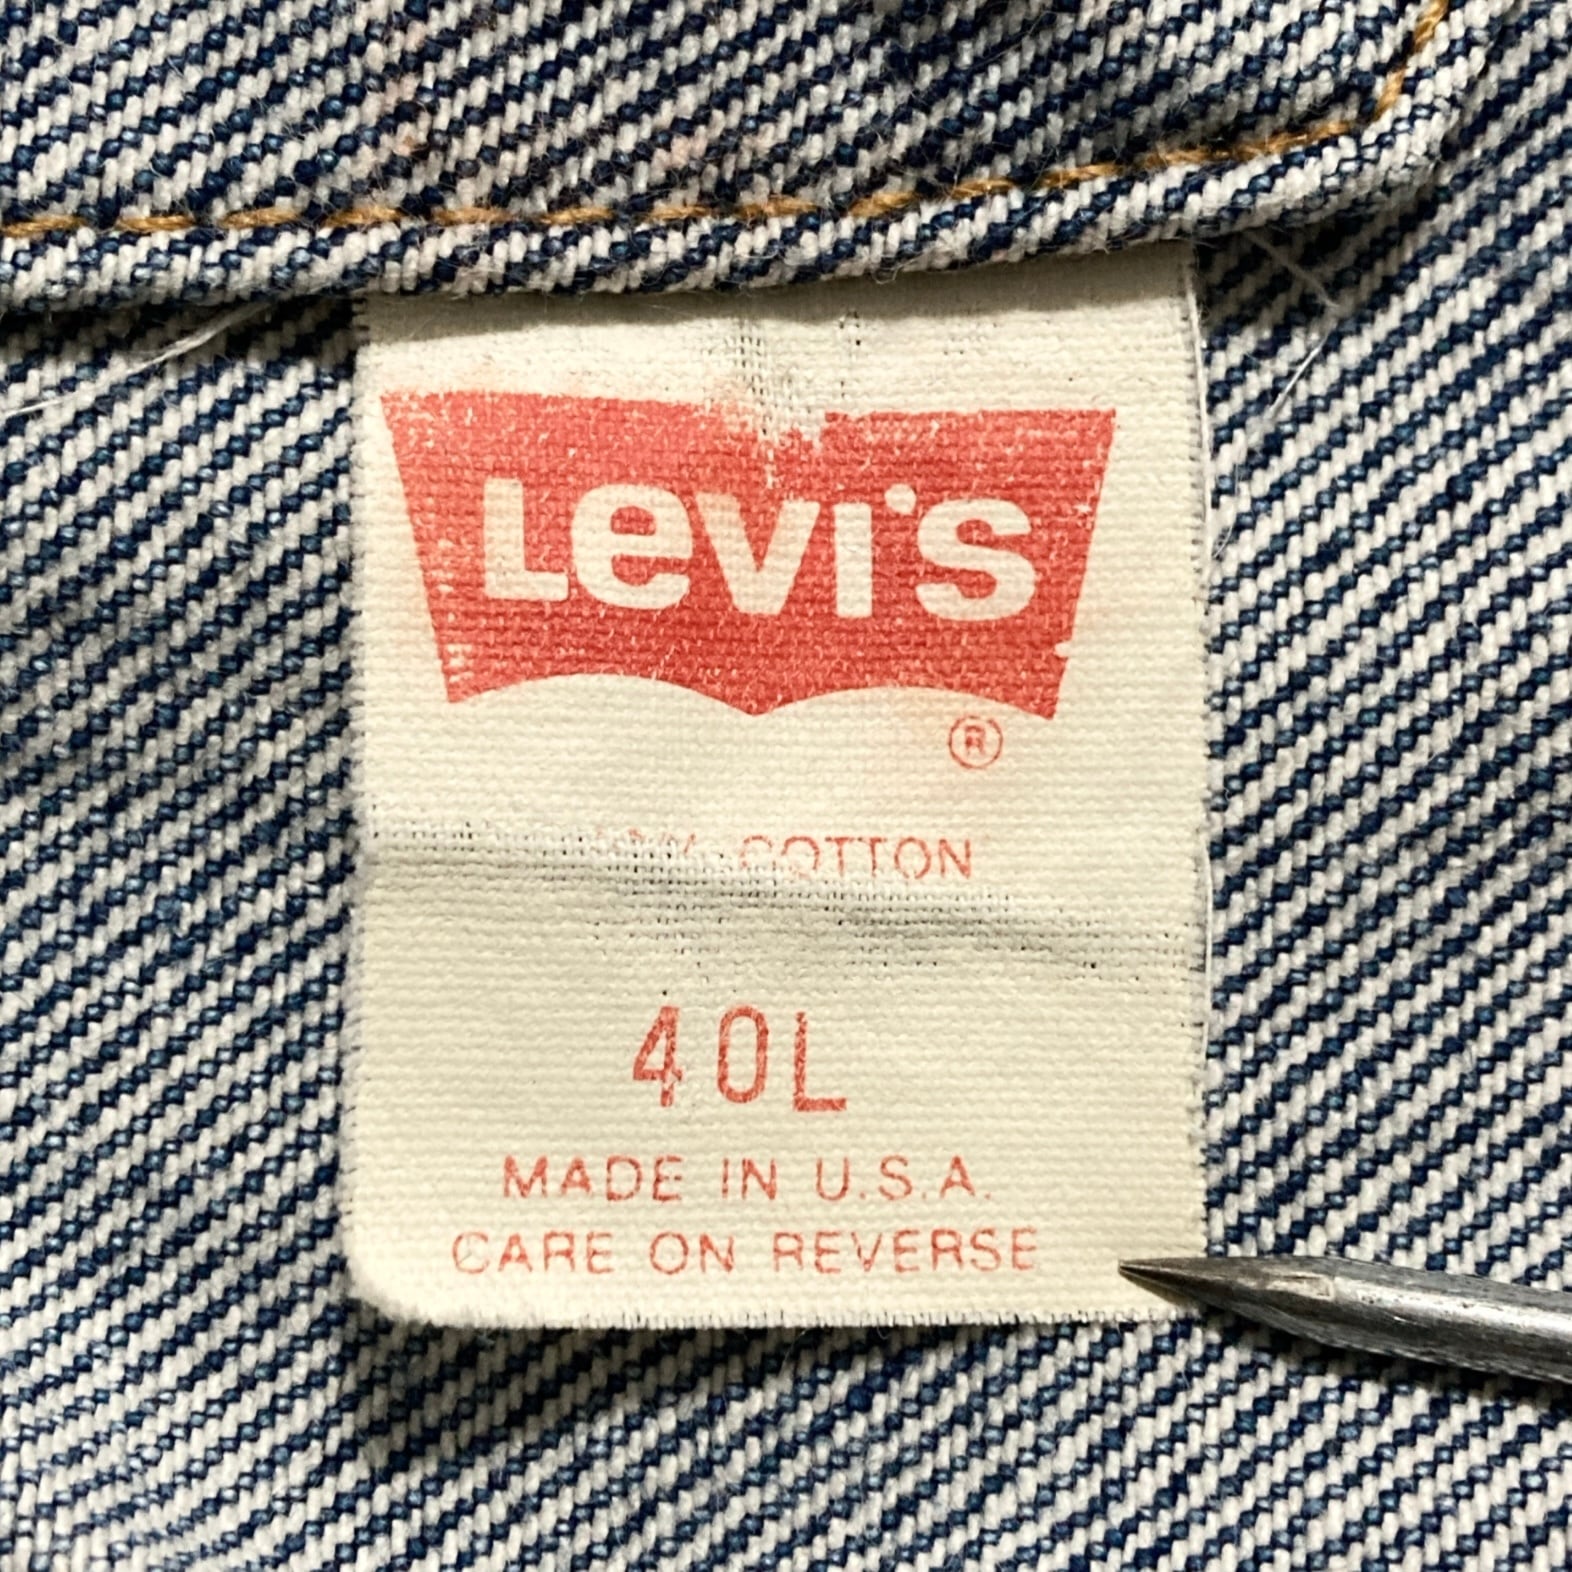 Levi's
®
COTTON
40L
MADE IN U.S.A.
CARE ON REVERSE